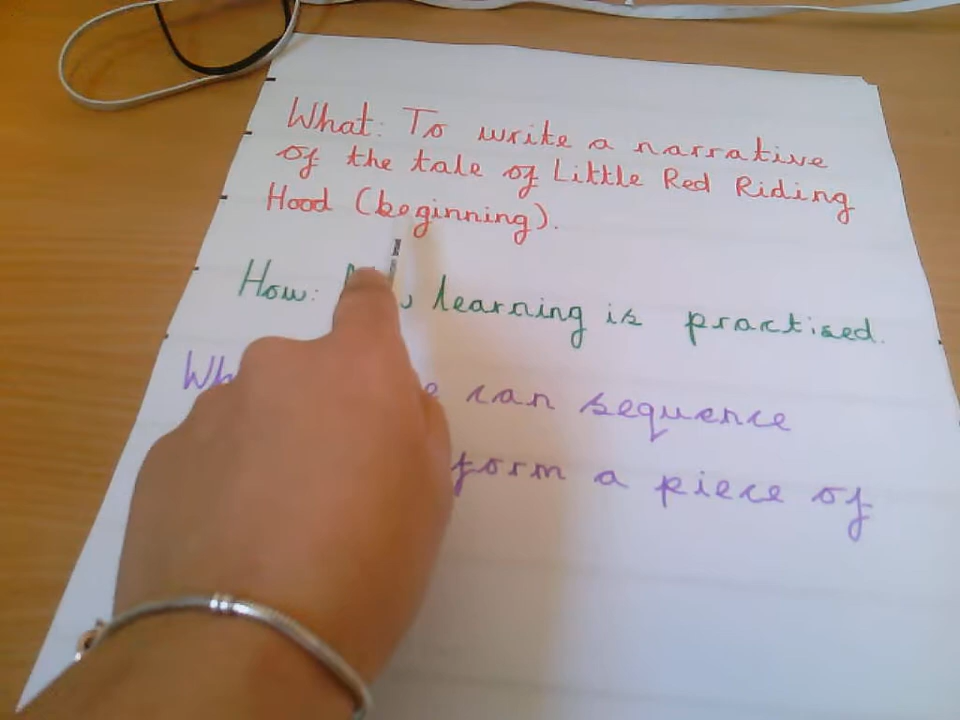 What: To write a narrative
of the tale of Little Red Riding
Hood (beginning).
How: learning is practised.
can sequence
form a piece of